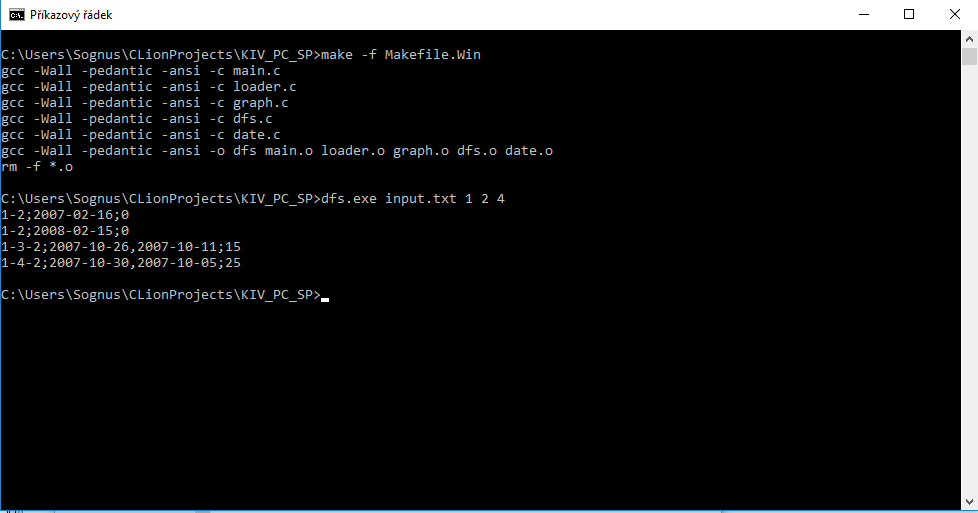 Příkazový řádek
C:\Users\Sognus\CLionProjects\KIV_PC_SP>make -f Makefile.Win
gcc -Wall -pedantic -ansi -c main.c
gcc -Wall -pedantic -ansi -c loader.c
gcc -Wall -pedantic -ansi -c graph.c
gcc -Wall -pedantic -ansi -c dfs.c
gcc -Wall -pedantic -ansi -c date.c
gcc -Wall -pedantic -ansi -o dfs main.o loader.o graph.o dfs.o date.o
rm -f *.o
C:\Users\Sognus\CLionProjects\KIV_PC_SP>dfs.exe input.txt 1 2 4
1-2;2007-02-16;0
1-2;2008-02-15;0
1-3-2;2007-10-26,2007-10-11;15
1-4-2;2007-10-30,2007-10-05;25
C:\Users\Sognus\CLionProjects\KIV_PC_SP>